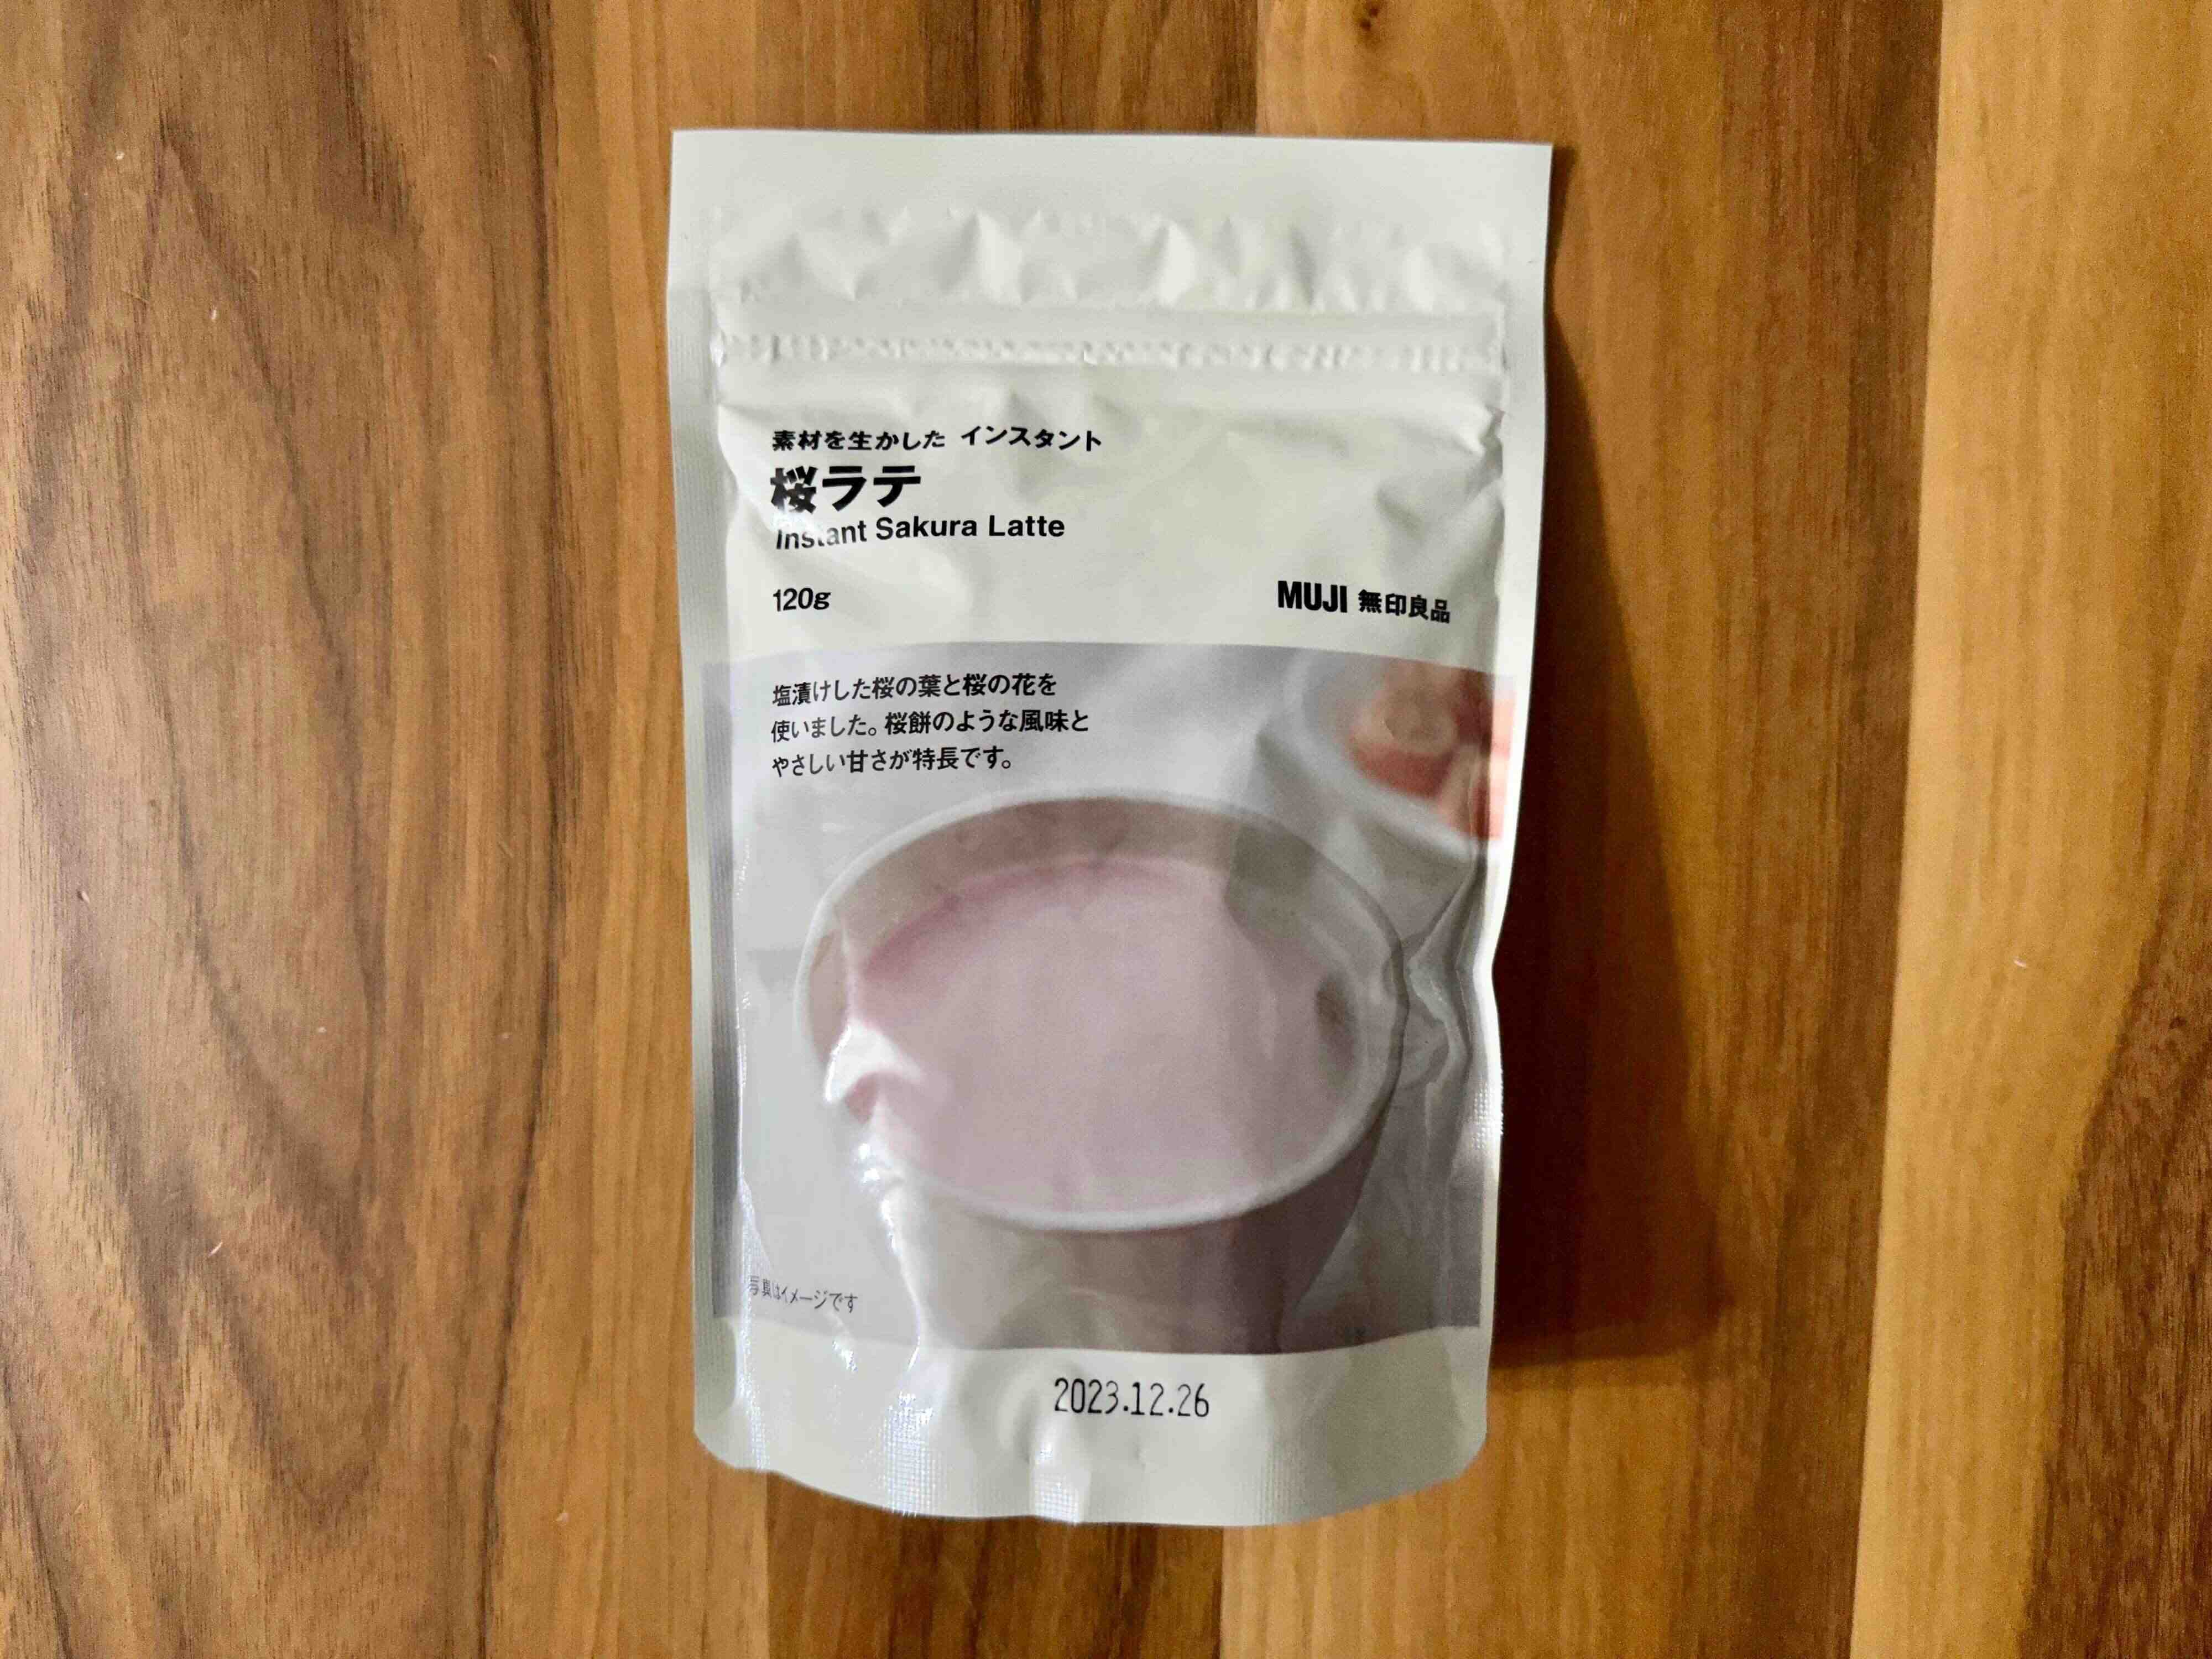 素材を生かした インスタント
桜ラテ
Instant Sakura Latte
120g
MUJI 無印良品
塩漬けした桜の葉と桜の花を
使いました。桜餅のような風味と
やさしい甘さが特長です。
写真はイメージです
2023.12.26